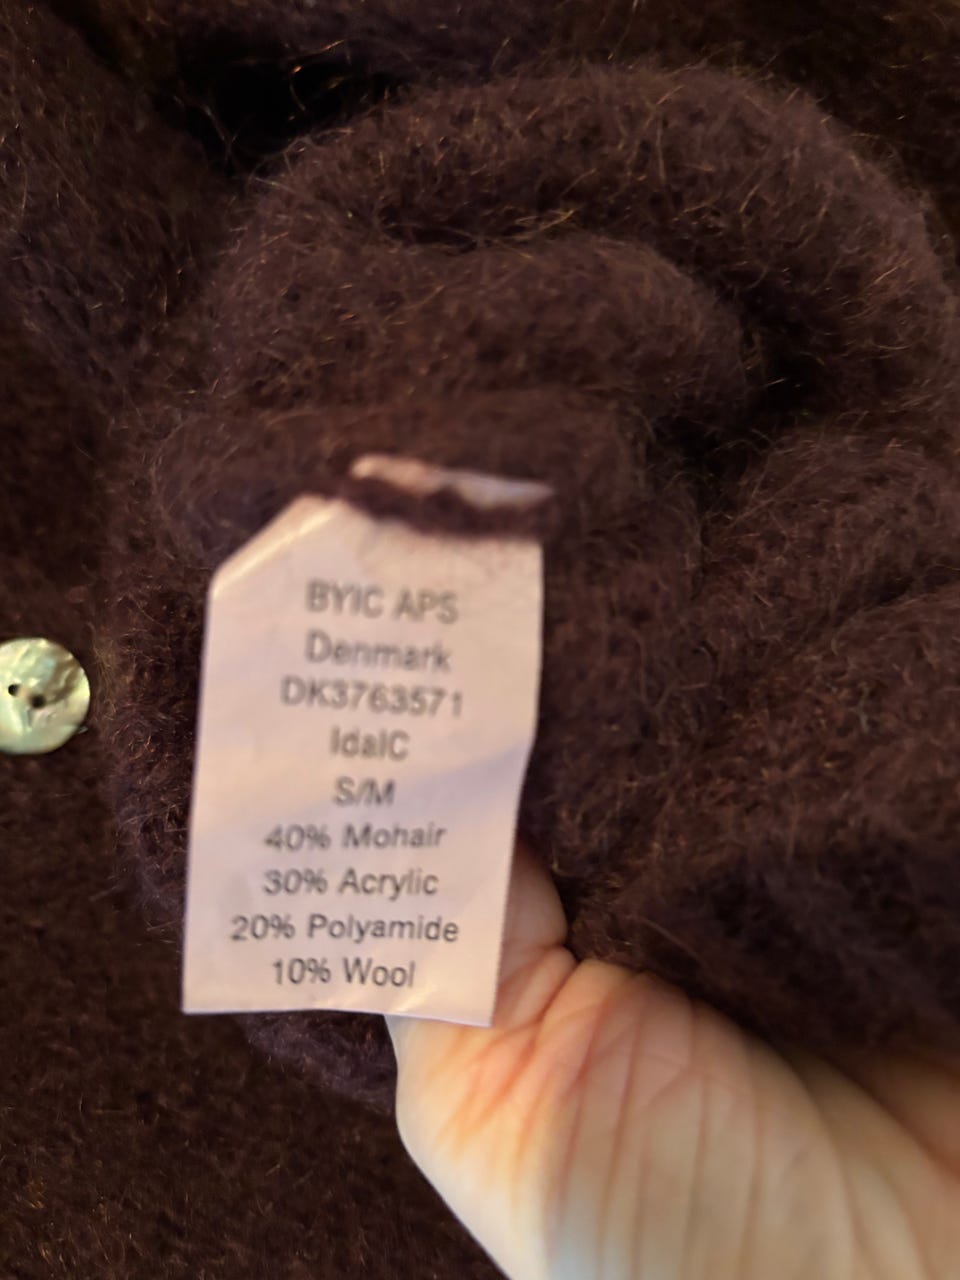 BYIC APS
Denmark
DK3763571
IdaIC
S/M
40% Mohair
30% Acrylic
20% Polyamide
10% Wool